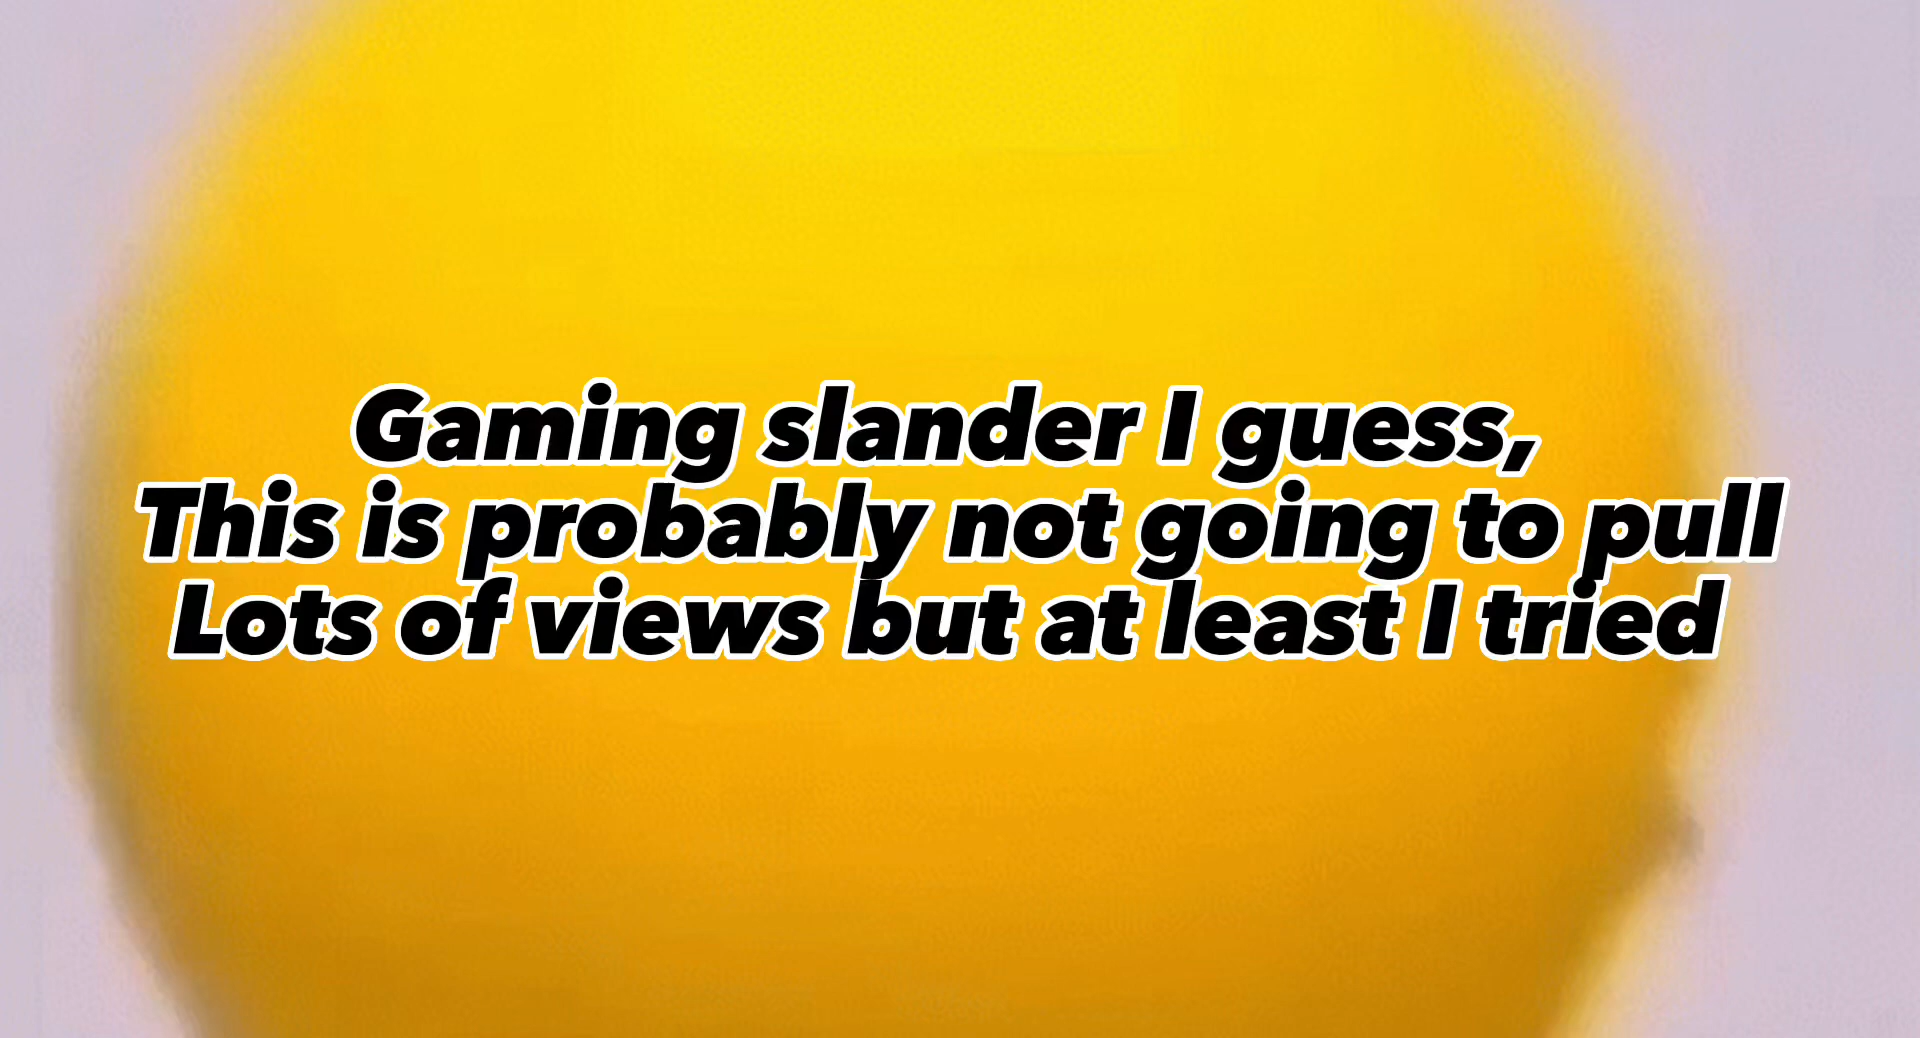 Gaming slander I guess,
This is probably not going to pull
Lots of views but at least I tried